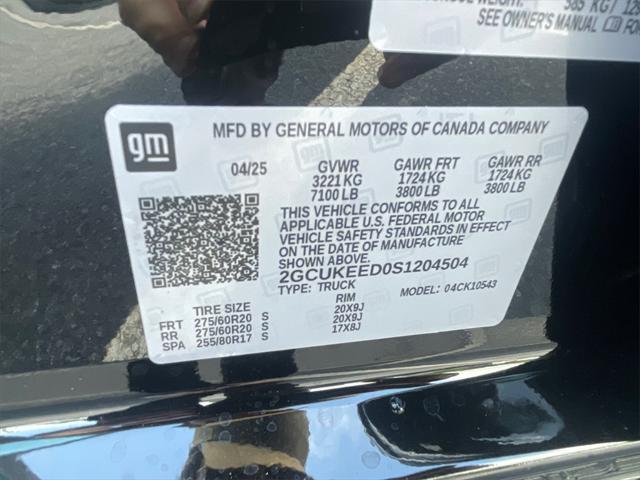 385 KG / 
SEE OWNER'S MANUAL FOR
gm
MFD BY GENERAL MOTORS OF CANADA COMPANY
04/25 GVWR GAWR FRT GAWR RR
3221 KG 1724 KG 1724 KG
7100 LB 3800 LB 3800 LB
THIS VEHICLE CONFORMS TO ALL
APPLICABLE U.S. FEDERAL MOTOR
VEHICLE SAFETY STANDARDS IN EFFECT
ON THE DATE OF MANUFACTURE
SHOWN ABOVE.
2GCUKEED0S1204504
TYPE: TRUCK MODEL: 04CK10543
TIRE SIZE RIM
FRT 275/60R20 S 20X9J
RR 275/60R20 S 20X9J
SPA 255/80R17 S 17X8J